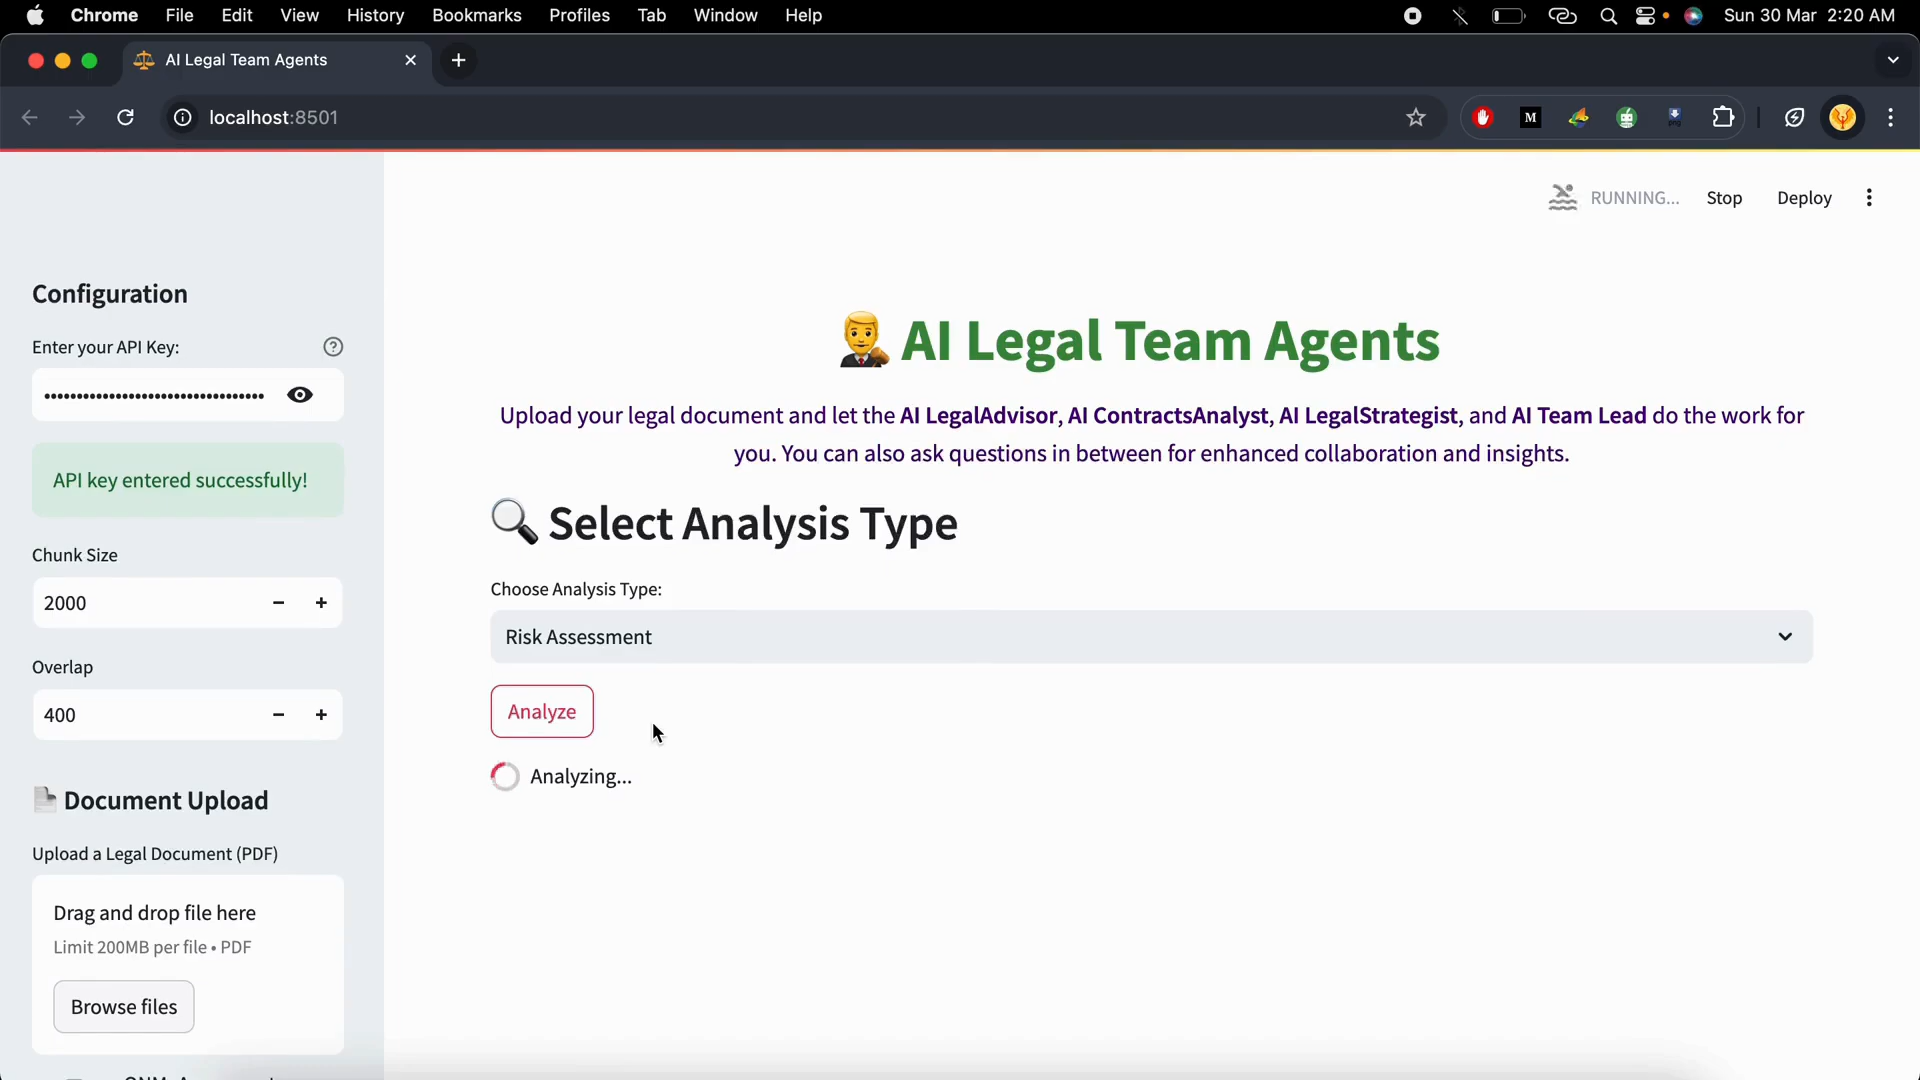 Chrome File Edit View History Bookmarks Profiles Tab Window Help Sun 30 Mar 2:20 AM
AI Legal Team Agents
localhost:8501
RUNNING... Stop Deploy
Configuration
Enter your API Key:
API key entered successfully!
Chunk Size
2000
Overlap
400
Document Upload
Upload a Legal Document (PDF)
Drag and drop file here
Limit 200MB per file • PDF
Browse files
AI Legal Team Agents
Upload your legal document and let the AI LegalAdvisor, AI ContractsAnalyst, AI LegalStrategist, and AI Team Lead do the work for
you. You can also ask questions in between for enhanced collaboration and insights.
Select Analysis Type
Choose Analysis Type:
Risk Assessment
Analyze
Analyzing...